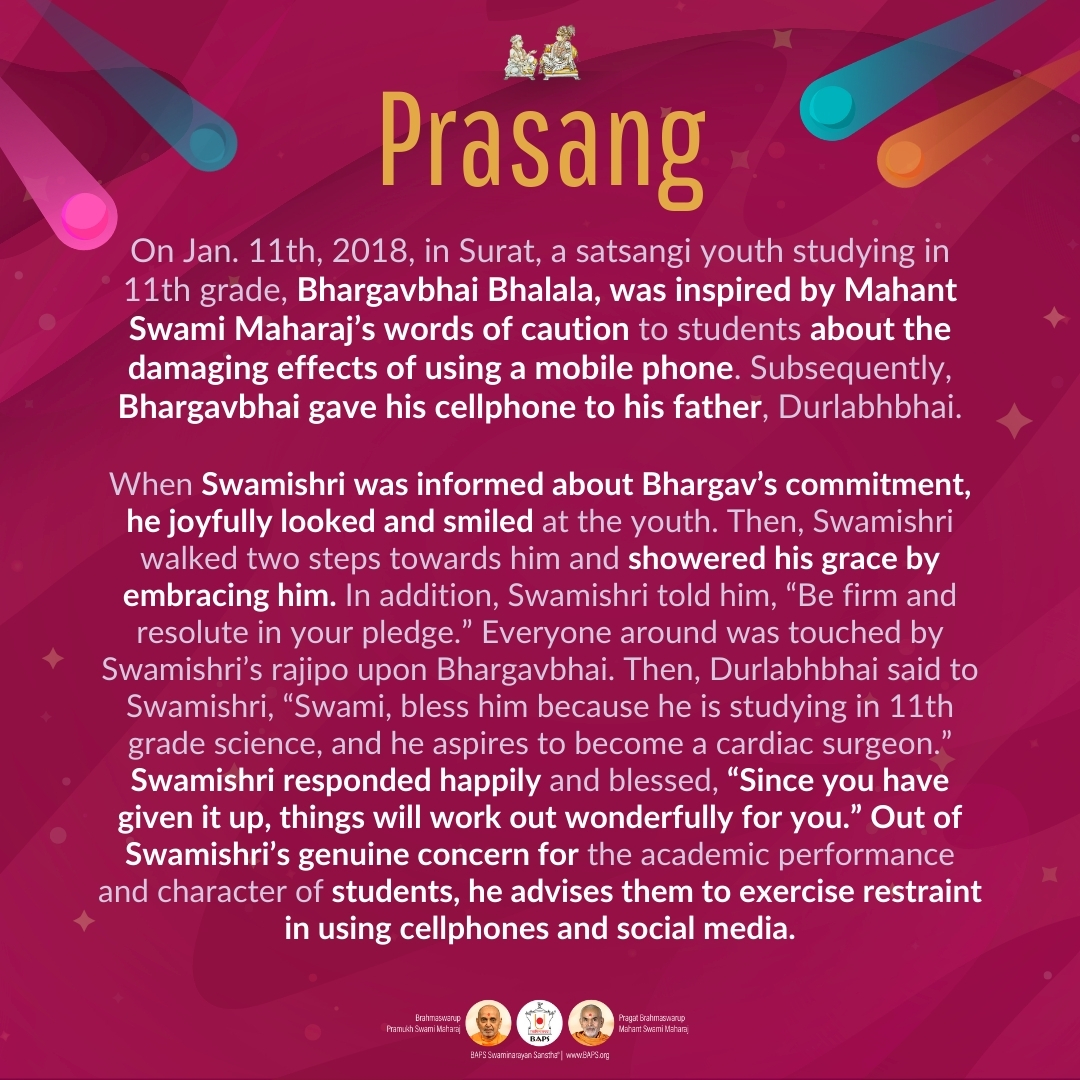 Prasang
On Jan. 11th, 2018, in Surat, a satsangi youth studying in
11th grade, Bhargavbhai Bhalala, was inspired by Mahant
Swami Maharaj’s words of caution to students about the
damaging effects of using a mobile phone. Subsequently,
Bhargavbhai gave his cellphone to his father, Durlabhbhai.
When Swamishri was informed about Bhargav’s commitment,
he joyfully looked and smiled at the youth. Then, Swamishri
walked two steps towards him and showered his grace by
embracing him. In addition, Swamishri told him, “Be firm and
resolute in your pledge.” Everyone around was touched by
Swamishri’s rajipo upon Bhargavbhai. Then, Durlabhbhai said to
Swamishri, “Swami, bless him because he is studying in 11th
grade science, and he aspires to become a cardiac surgeon.”
Swamishri responded happily and blessed, “Since you have
given it up, things will work out wonderfully for you.” Out of
Swamishri’s genuine concern for the academic performance
and character of students, he advises them to exercise restraint
in using cellphones and social media.
Brahmaswarup
Pramukh Swami Maharaj
BAPS
Pragat Brahmaswarup
Mahant Swami Maharaj
BAPS Swaminarayan Sanstha | www.BAPS.org